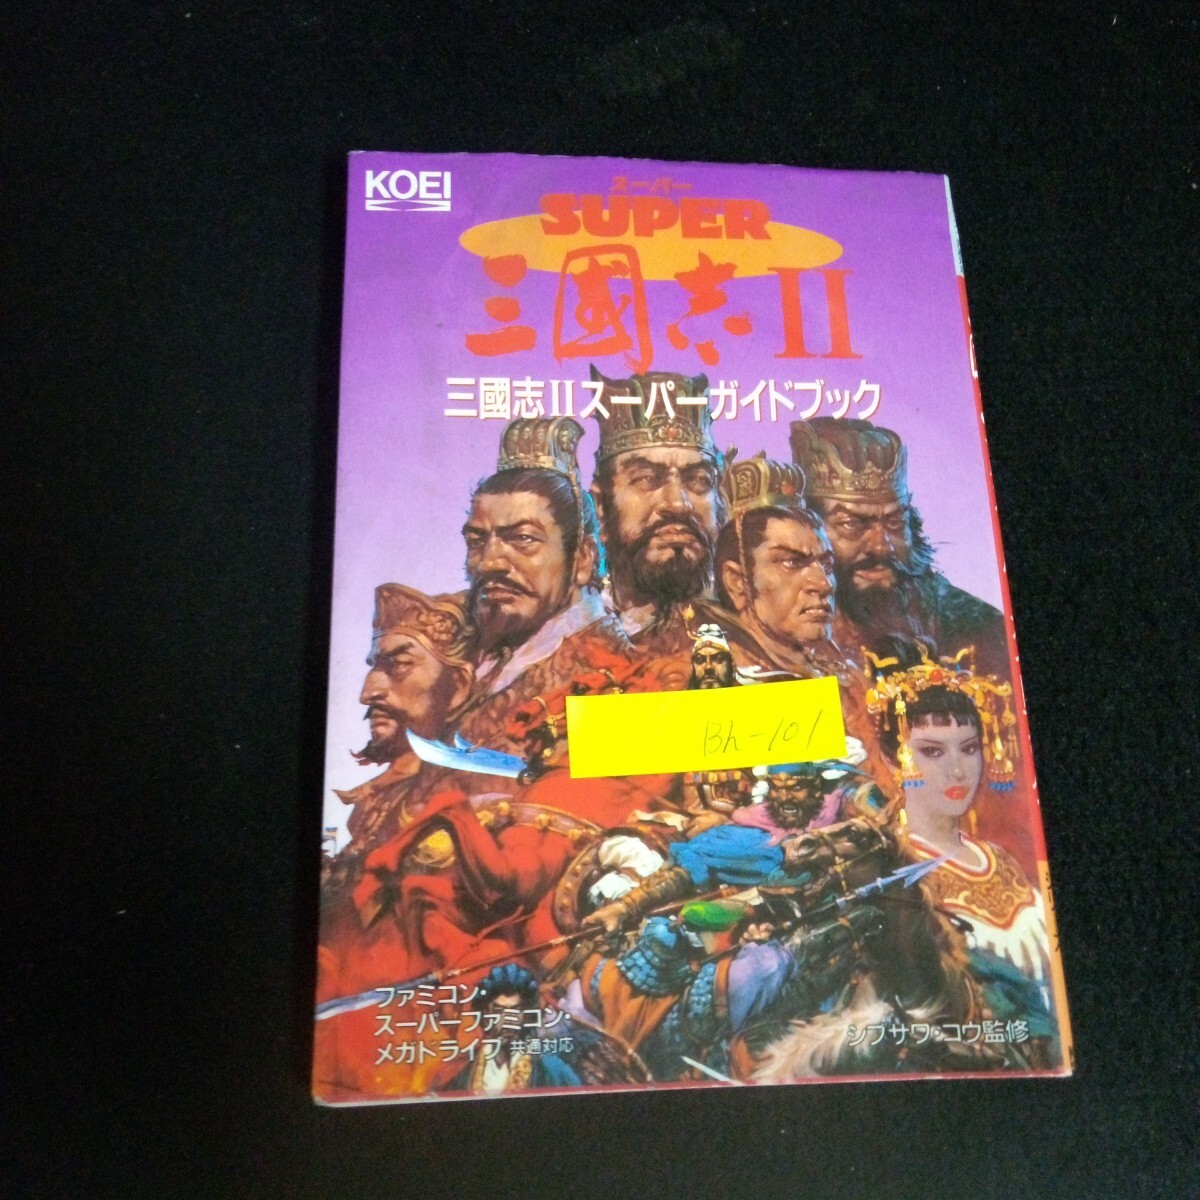 KOEI
スーパー
SUPER
三國志II
三國志IIスーパーガイドブック
Bh-101
ファミコン・
スーパーファミコン・
メガドライブ 共通対応
シブサワ・コウ監修